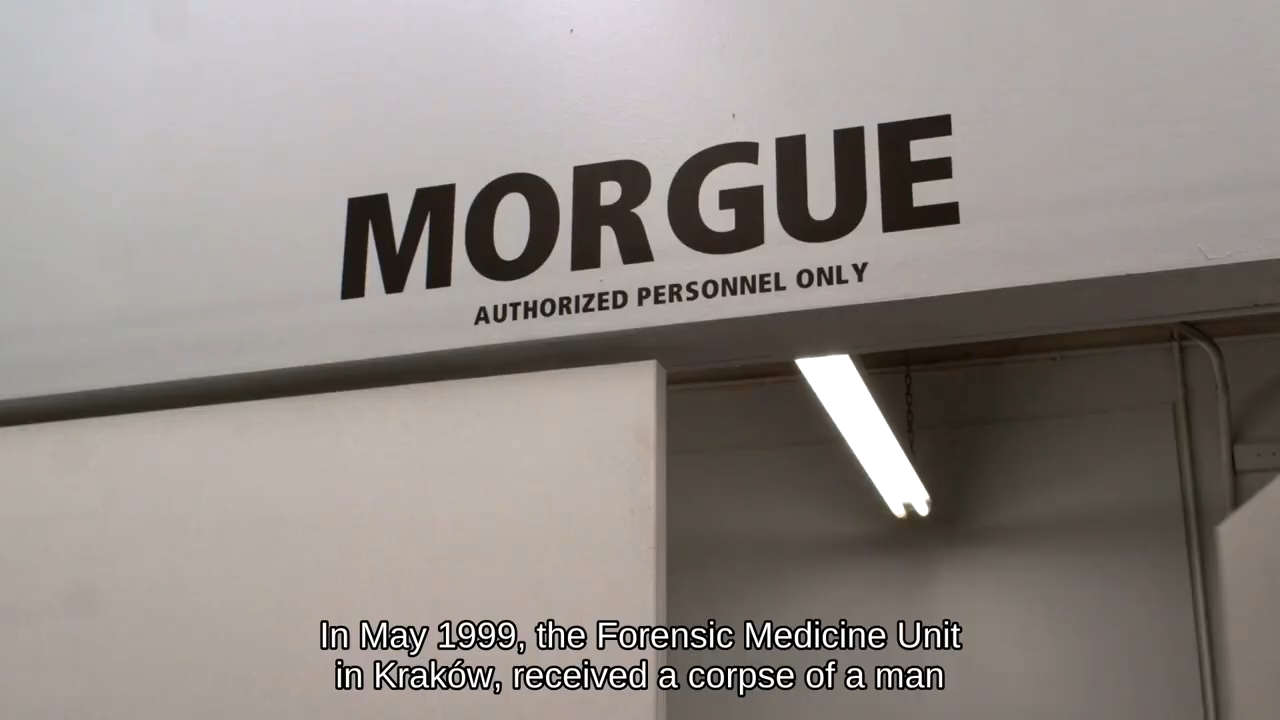 MORGUE
AUTHORIZED PERSONNEL ONLY
In May 1999, the Forensic Medicine Unit
in Kraków, received a corpse of a man